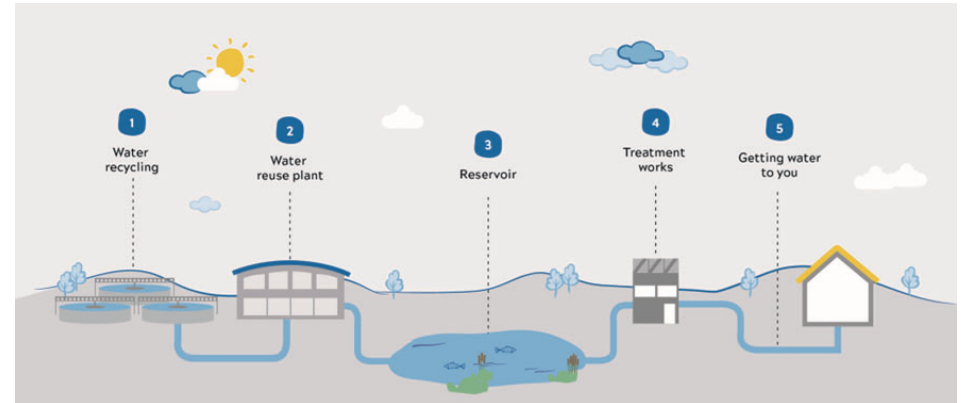 1
Water
recycling
2
Water
reuse plant
3
Reservoir
4
Treatment
works
5
Getting water
to you